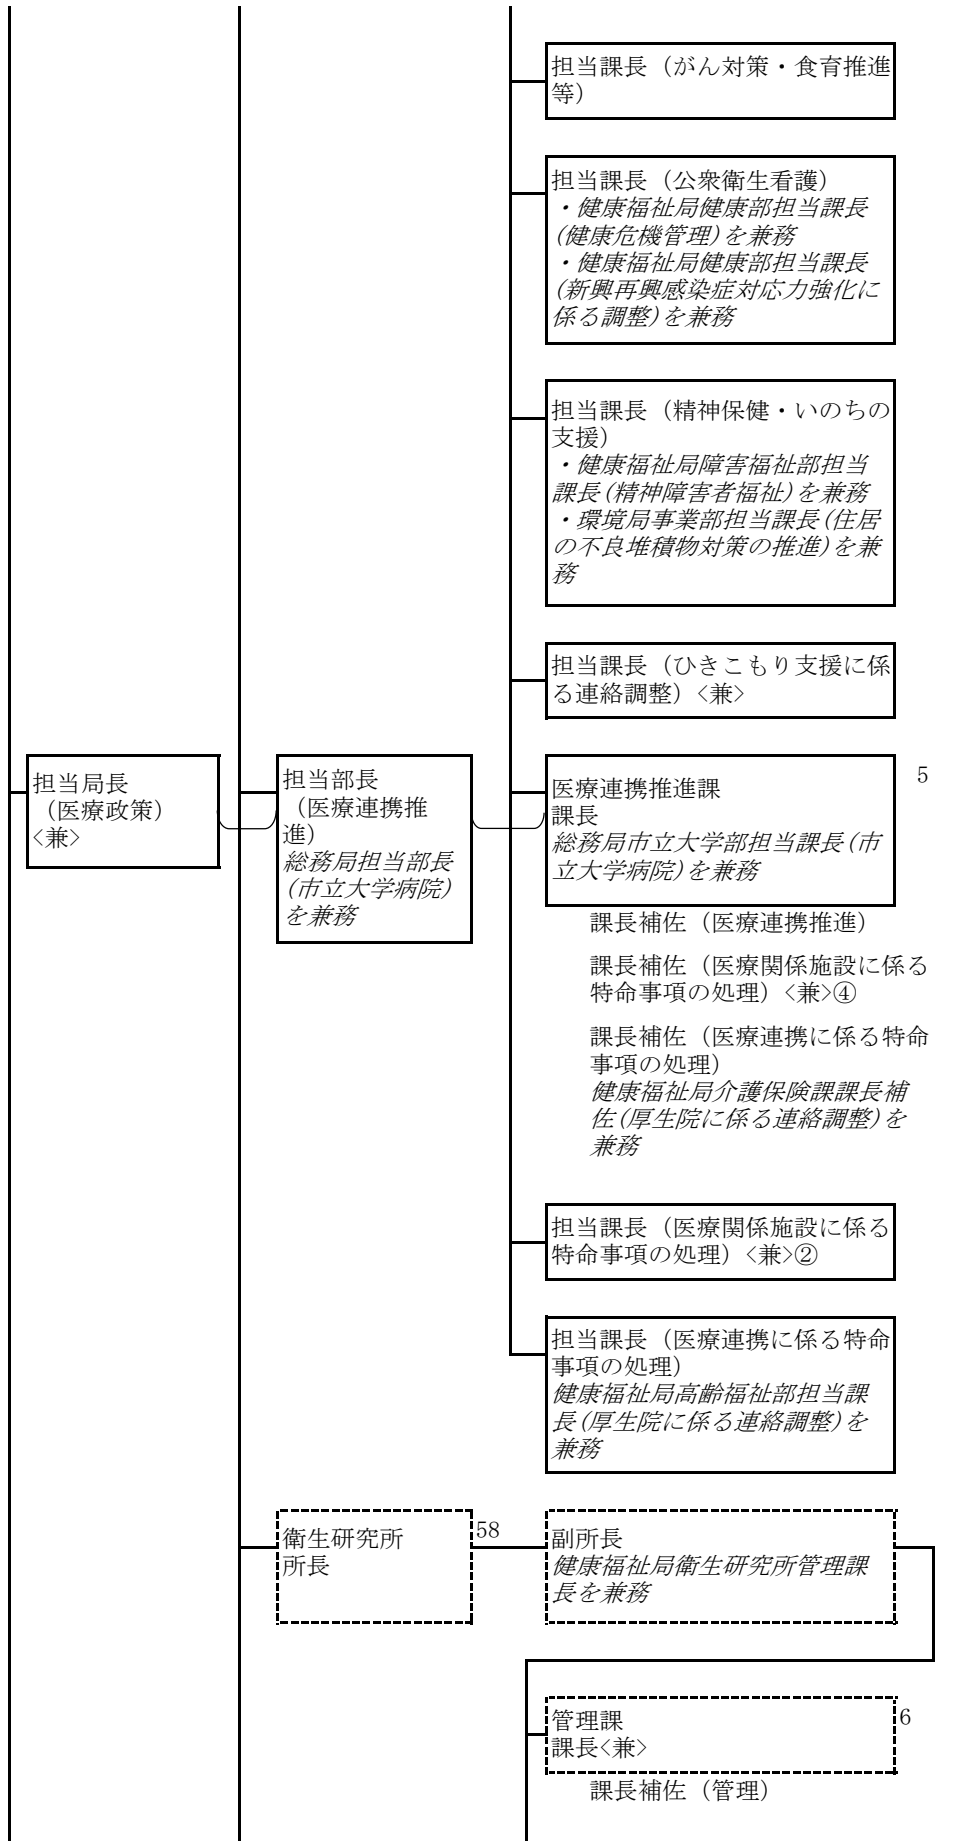 担当課長（がん対策・食育推進
等）
担当課長（公衆衛生看護）
・健康福祉局健康部担当課長
(健康危機管理)を兼務
・健康福祉局健康部担当課長
(新興再興感染症対応力強化に
係る調整)を兼務
担当課長（精神保健・いのちの
支援）
・健康福祉局障害福祉部担当
課長(精神障害者福祉)を兼務
・環境局事業部担当課長(住居
の不良堆積物対策の推進)を兼
務
担当課長（ひきこもり支援に係
る連絡調整）<兼>
担当局長
（医療政策）
<兼>
担当部長
（医療連携推
進）
総務局担当部長
(市立大学病院)
を兼務
医療連携推進課
課長
総務局市立大学部担当課長(市
立大学病院)を兼務
5
課長補佐（医療連携推進）
課長補佐（医療関係施設に係る
特命事項の処理）<兼>④
課長補佐（医療連携に係る特命
事項の処理）
健康福祉局介護保険課課長補
佐(厚生院に係る連絡調整)を
兼務
担当課長（医療関係施設に係る
特命事項の処理）<兼>②
担当課長（医療連携に係る特命
事項の処理）
健康福祉局高齢福祉部担当課
長(厚生院に係る連絡調整)を
兼務
衛生研究所
所長
58
副所長
健康福祉局衛生研究所管理課
長を兼務
管理課
課長<兼>
6
課長補佐（管理）